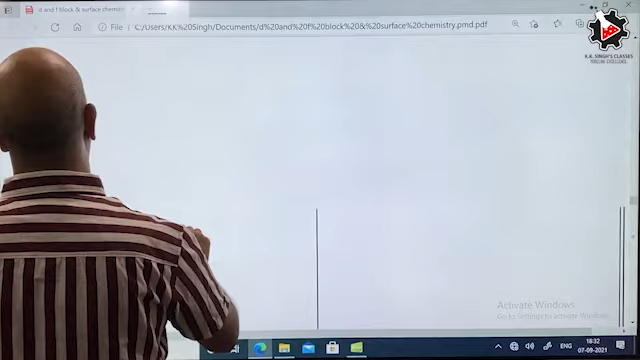 d and f block & surface chemistr
File | C:/Users/KK%20Singh/Documents/d%20and%20f%20block%20&%20surface%20chemistry.pmd.pdf
K.K. SINGH'S CLASSES
Activate Windows
Go to Settings to activate Windows.
ENG
18:32
07-09-2021